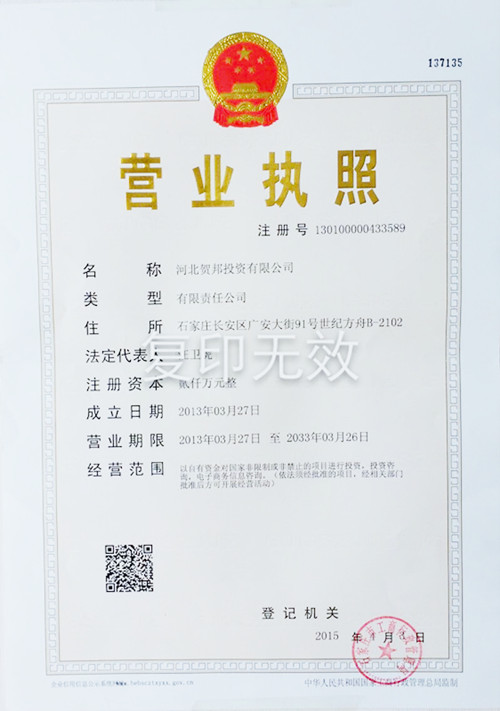 137135
营业执照
注册号 130100000433589
名称 河北贺邦投资有限公司
类型 有限责任公司
住所 石家庄长安区广安大街91号世纪方舟B-2102
法定代表人 卫
复印无效
注册资本 贰仟万元整
成立日期 2013年03月27日
营业期限 2013年03月27日 至 2033年03月26日
经营范围 以自有资金对国家非限制或非禁止的项目进行投资，投资咨
询，电子商务信息咨询。（依法须经批准的项目，经相关部门
批准后方可开展经营活动）
登记机关
2015 年 月 日
中华人民共和国国家工商行政管理总局监制